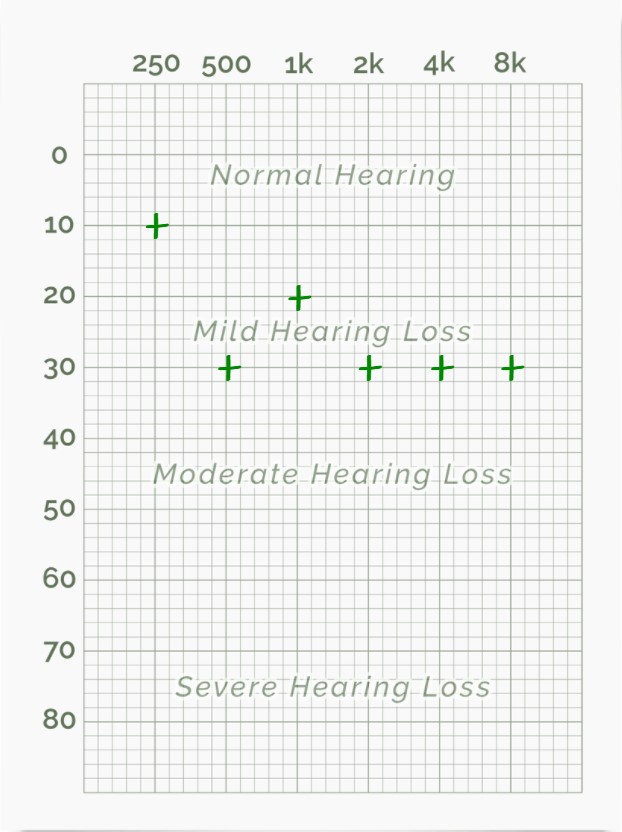 250 500 1k 2k 4k 8k
0
Normal Hearing
10
20
Mild Hearing Loss
30
40
Moderate Hearing Loss
50
60
70
Severe Hearing Loss
80